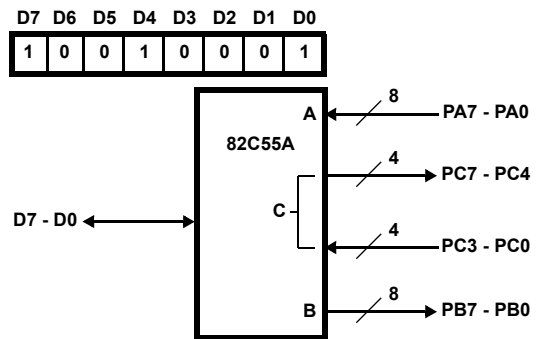 D7 D6 D5 D4 D3 D2 D1 D0
1 0 0 1 0 0 0 1
8
A PA7 - PA0
82C55A
4
PC7 - PC4
C
D7 - D0
4
PC3 - PC0
8
B PB7 - PB0